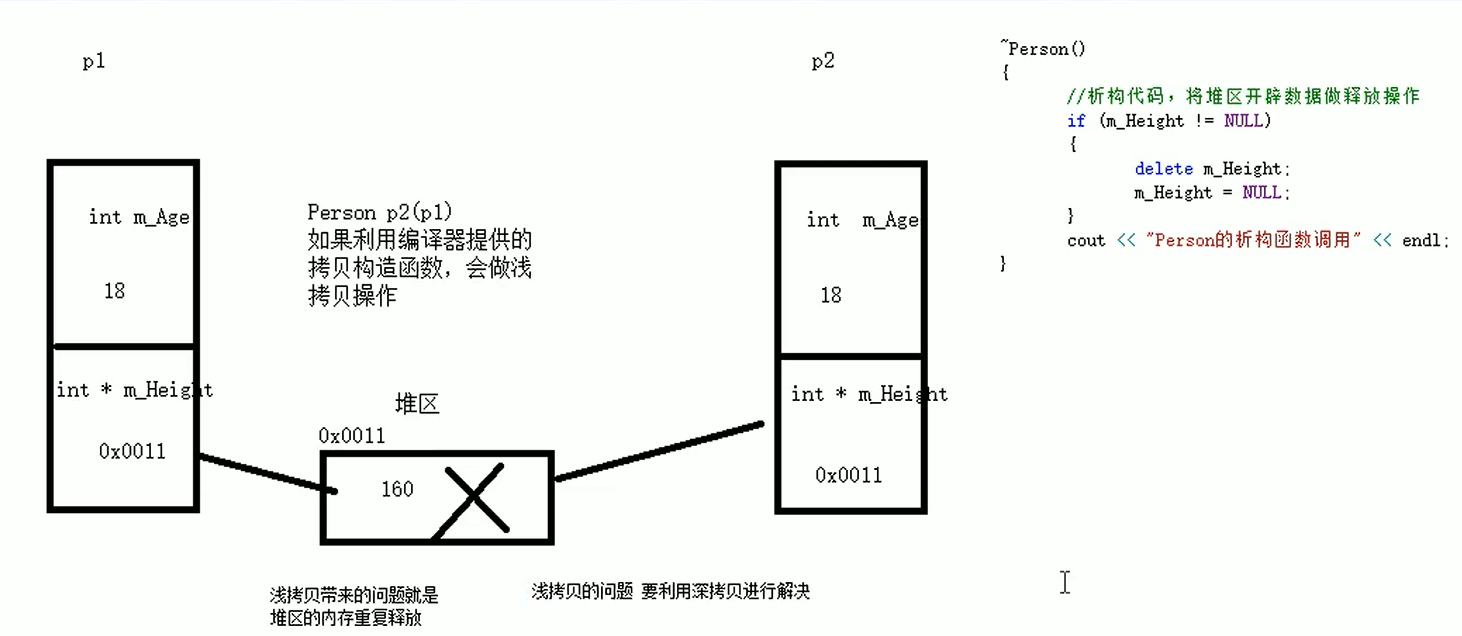 p1
int m_Age
18
int * m_Height
0x0011
Person p2(p1)
如果利用编译器提供的
拷贝构造函数，会做浅
拷贝操作
堆区
0x0011
160
浅拷贝带来的问题就是
堆区的内存重复释放
浅拷贝的问题 要利用深拷贝进行解决
p2
int  m_Age
18
int * m_Height
0x0011
~Person()
{
//析构代码，将堆区开辟数据做释放操作
if (m_Height != NULL)
{
delete m_Height;
m_Height = NULL;
}
cout << "Person的析构函数调用" << endl;
}